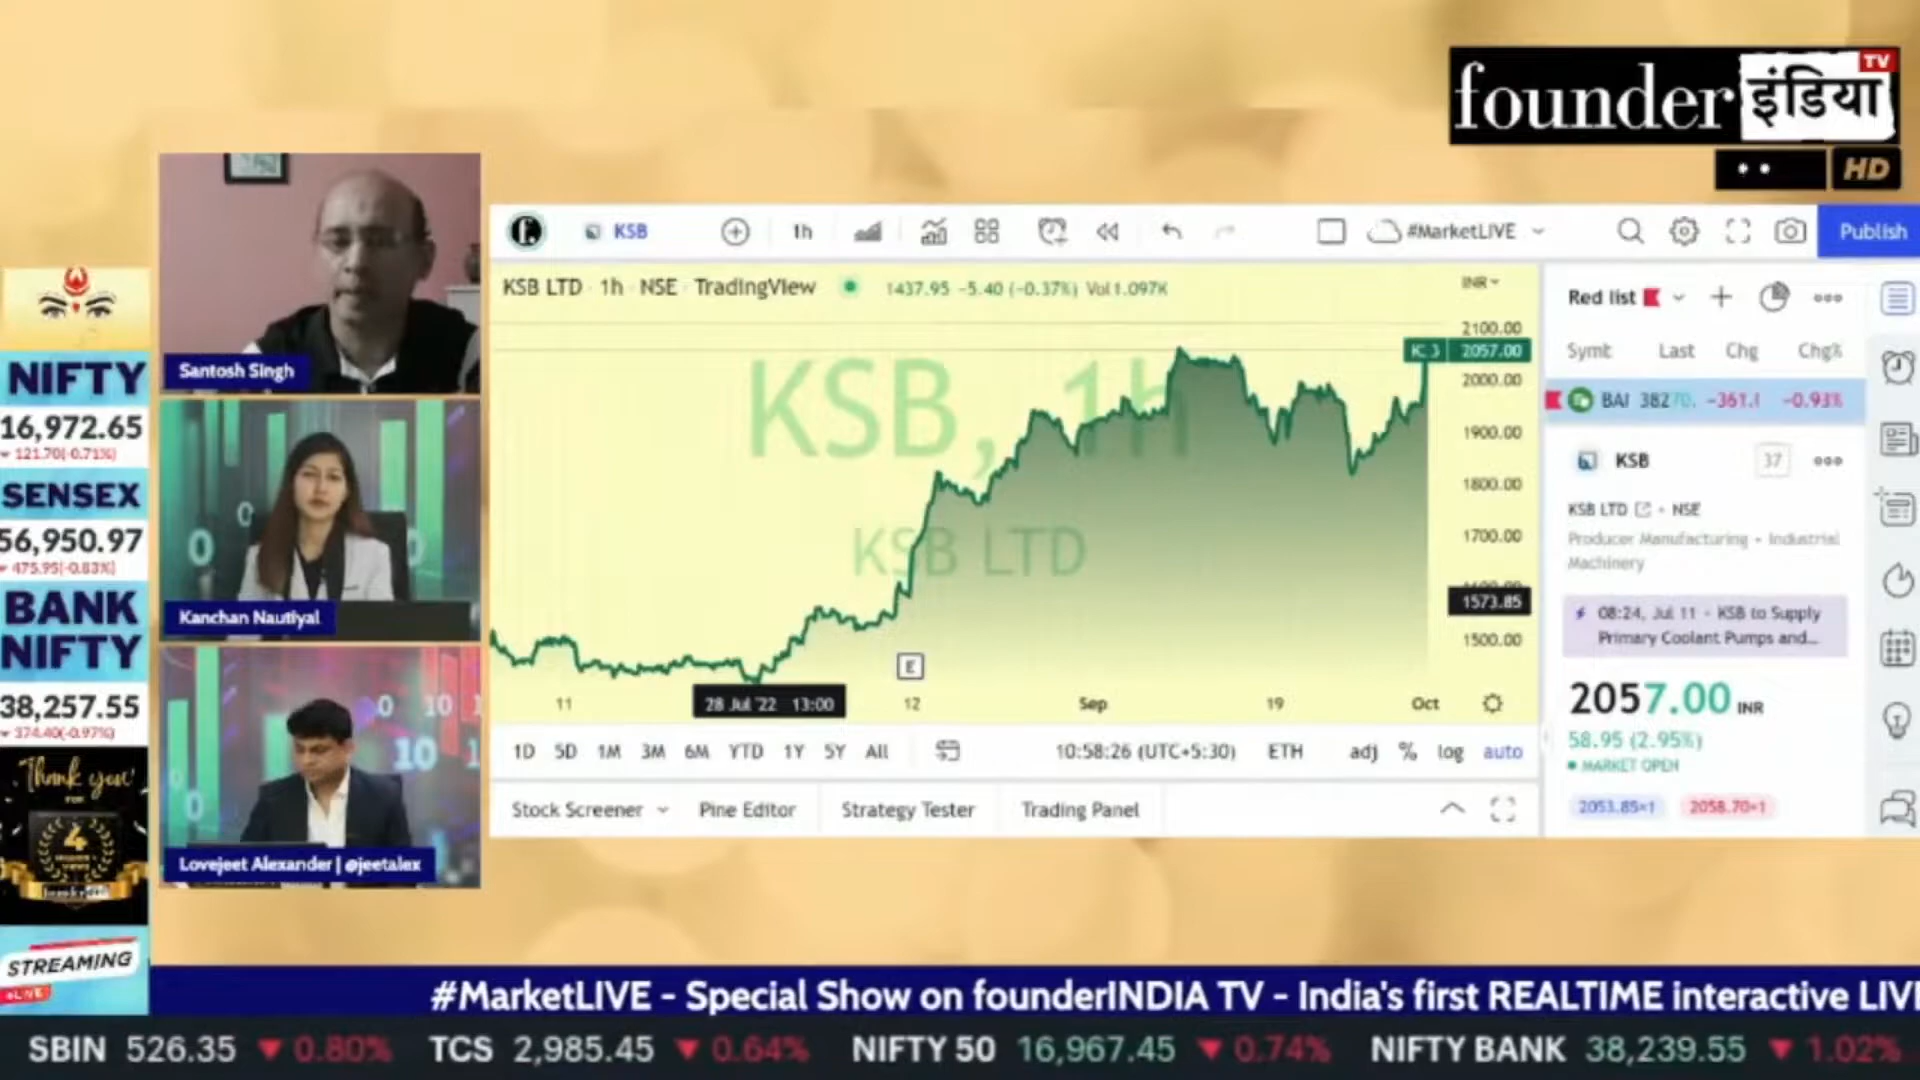 founder इंडिया TV
HD
KSB
1h
#MarketLIVE
Publish
KSB LTD · 1h · NSE · TradingView
1437.95 -5.40 (-0.37%) Vol 1.097K
INR
KSB, 1h
KSB LTD
2100.00
2057.00
2000.00
1900.00
1800.00
1700.00
1573.85
1500.00
E
11
28 Jul '22 13:00
12
Sep
19
Oct
1D 5D 1M 3M 6M YTD 1Y 5Y All
10:58:26 (UTC+5:30) ETH adj % log auto
Stock Screener Pine Editor Strategy Tester Trading Panel
Red list
Symb Last Chg Chg%
BAI -361.( -0.93%
KSB
37
KSB LTD · NSE
Producer Manufacturing · Industrial
Machinery
08:24, Jul 11 · KSB to Supply
Primary Coolant Pumps and...
2057.00 INR
58.95 (2.95%)
MARKET OPEN
2053.85×1 2058.70×1
Santosh Singh
Kanchan Nautiyal
Lovejeet Alexander | @jeetalex
NIFTY
16,972.65
121.70(-0.71%)
SENSEX
56,950.97
475.95(-0.83%)
BANK
NIFTY
38,257.55
374.40(-0.97%)
"Thank you"
FOR
4
STREAMING
LIVE
#MarketLIVE - Special Show on founderINDIA TV - India's first REALTIME interactive LIV
SBIN 526.35 ▼ 0.80% TCS 2,985.45 ▼ 0.64% NIFTY 50 16,967.45 ▼ 0.74% NIFTY BANK 38,239.55 ▼ 1.02%